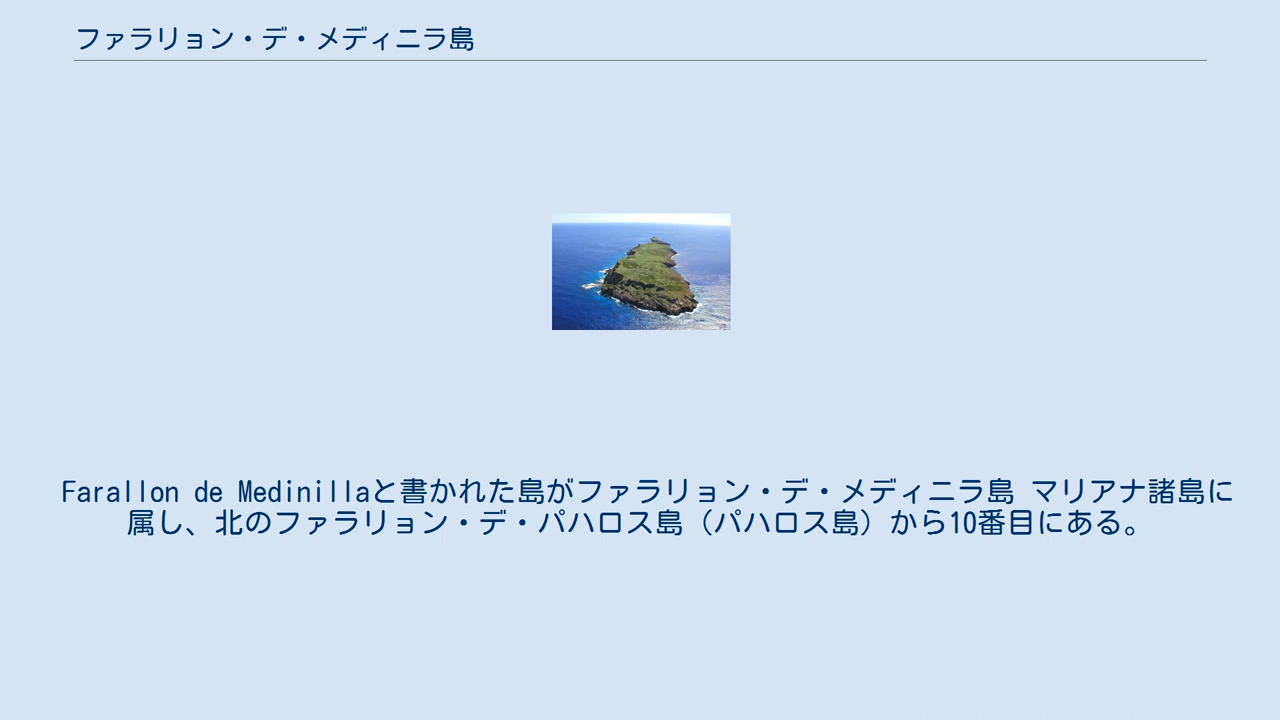 ファラリョン・デ・メディニラ島
Farallon de Medinillaと書かれた島がファラリョン・デ・メディニラ島 マリアナ諸島に
属し、北のファラリョン・デ・パハロス島（パハロス島）から10番目にある。